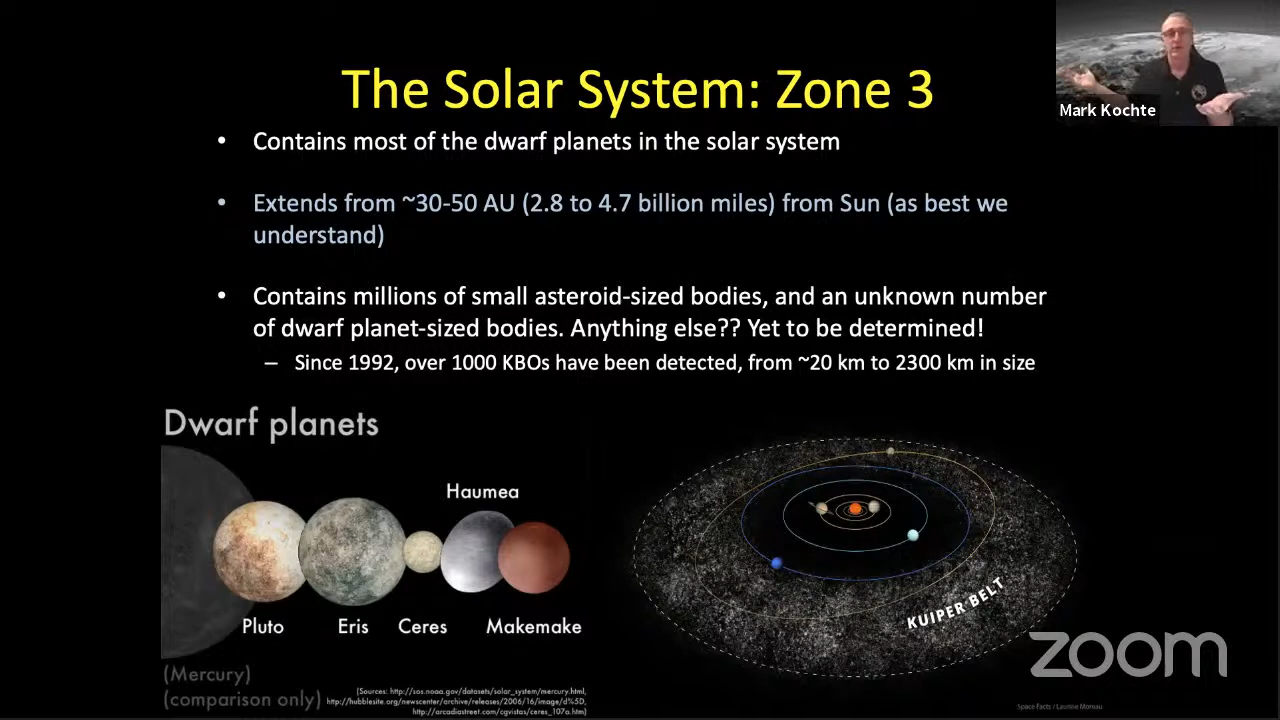 The Solar System: Zone 3
Mark Kochte
• Contains most of the dwarf planets in the solar system
• Extends from ~30-50 AU (2.8 to 4.7 billion miles) from Sun (as best we
understand)
• Contains millions of small asteroid-sized bodies, and an unknown number
of dwarf planet-sized bodies. Anything else?? Yet to be determined!
– Since 1992, over 1000 KBOs have been detected, from ~20 km to 2300 km in size
Dwarf planets
Haumea
Pluto
Eris
Ceres
Makemake
(Mercury)
(comparison only)
(Sources: http://sos.noaa.gov/datasets/solar_system/mercury.html,
http://hubblesite.org/newscenter/archive/releases/2006/16/image/d%5D,
http://arcadiastreet.com/cgvistas/ceres_107a.htm)
KUIPER BELT
zoom
Space Facts / Laurine Moreau